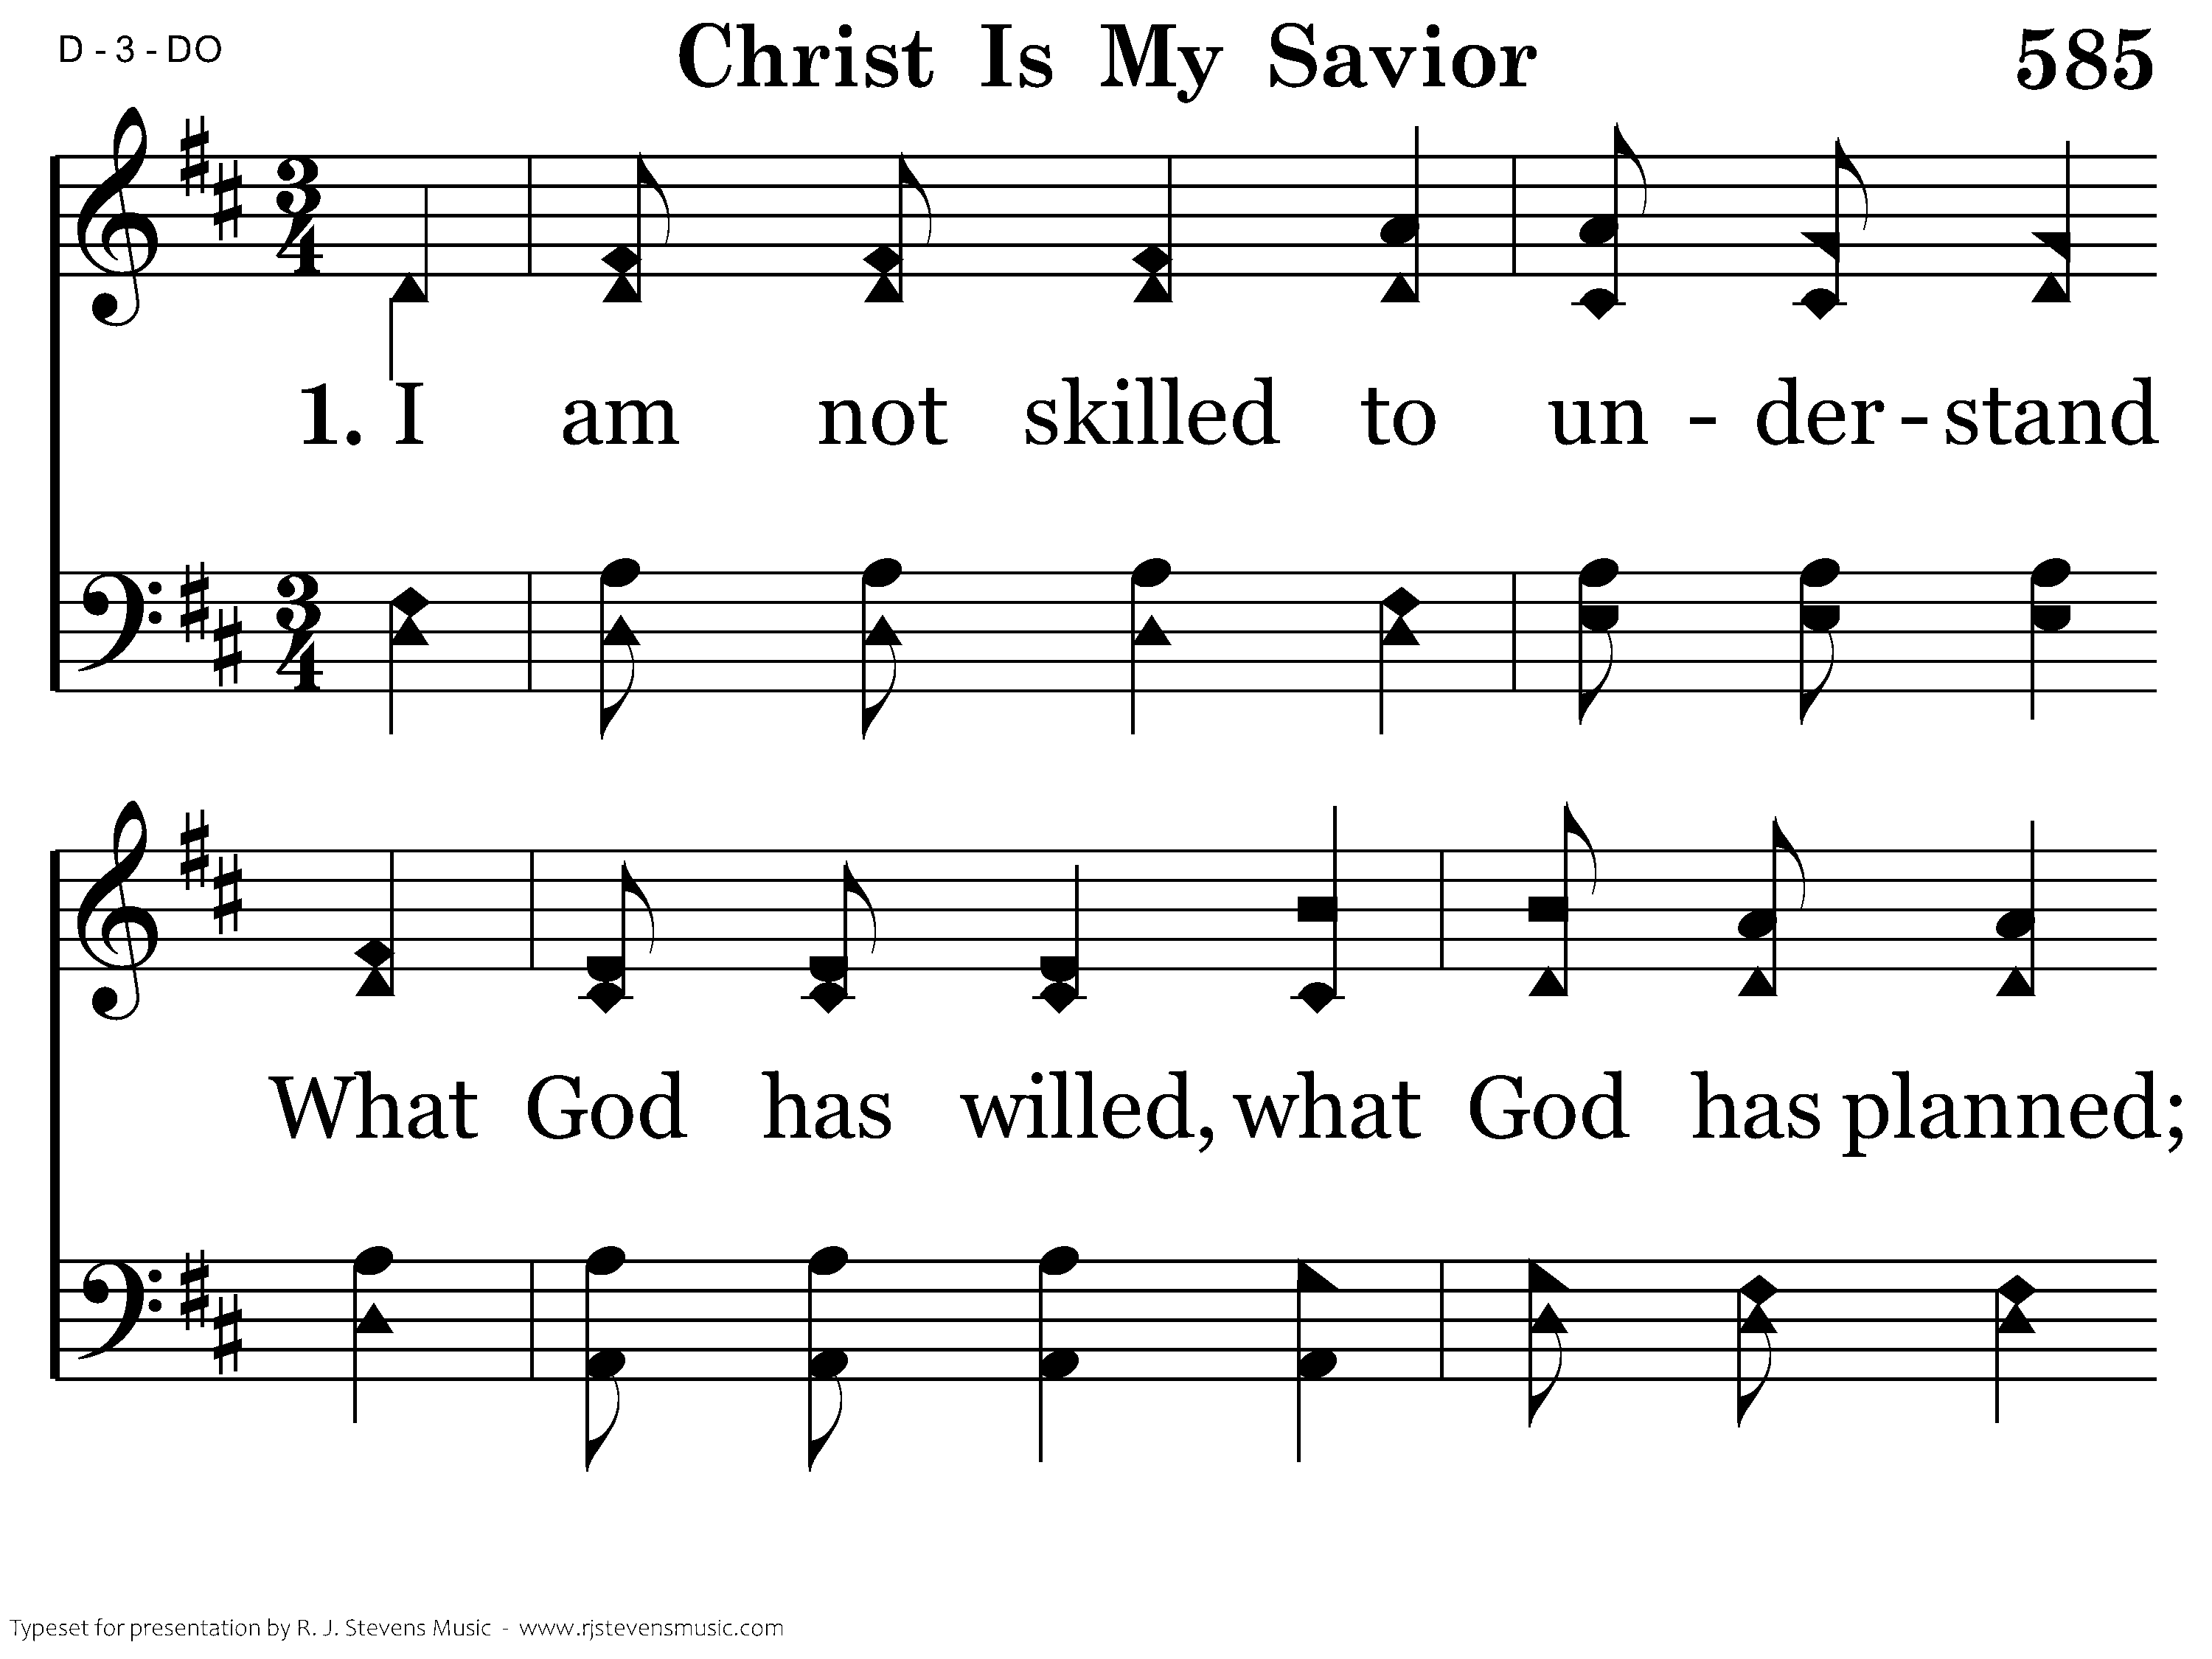 D - 3 - DO
Christ Is My Savior
585
3
4
1. I am not skilled to un - der - stand
3
4
What God has willed, what God has planned;
Typeset for presentation by R. J. Stevens Music - www.rjstevensmusic.com